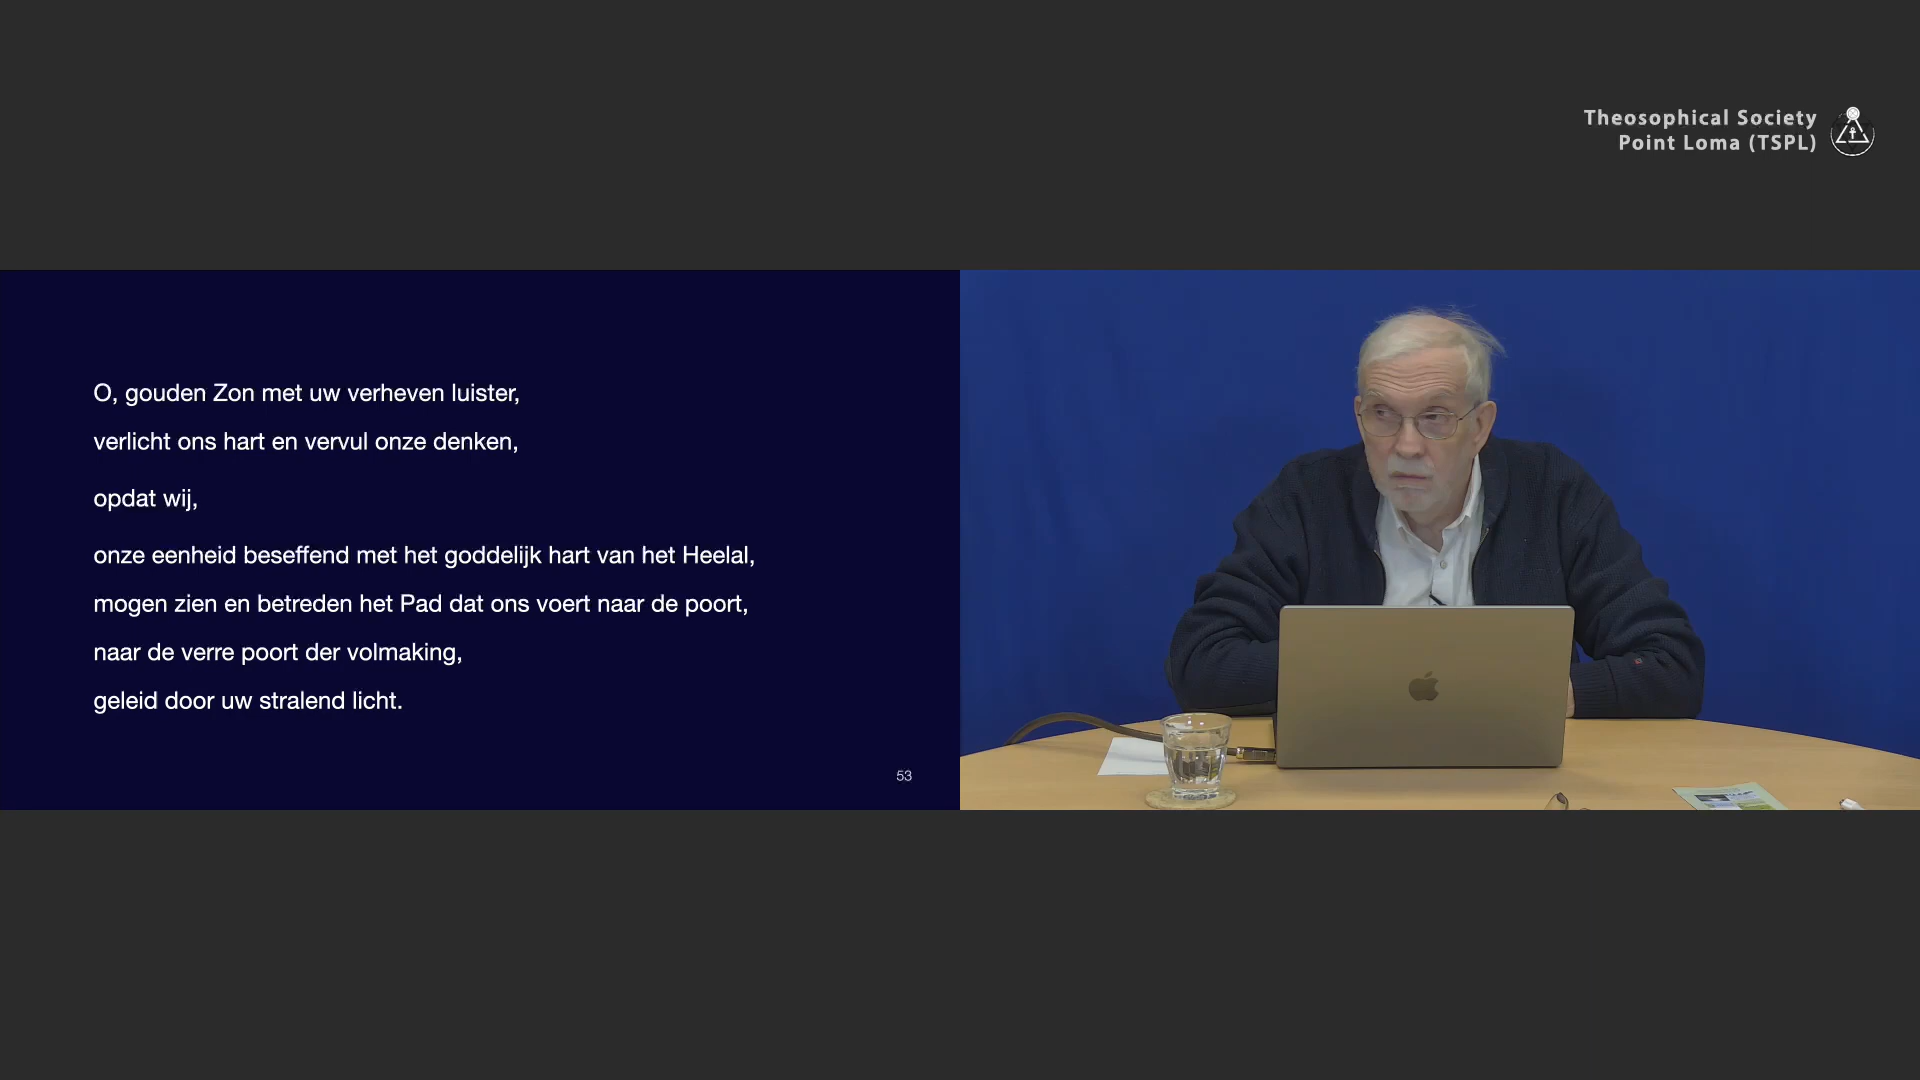 Theosophical Society
Point Loma (TSPL)
O, gouden Zon met uw verheven luister,
verlicht ons hart en vervul onze denken,
opdat wij,
onze eenheid beseffend met het goddelijk hart van het Heelal,
mogen zien en betreden het Pad dat ons voert naar de poort,
naar de verre poort der volmaking,
geleid door uw stralend licht.
53